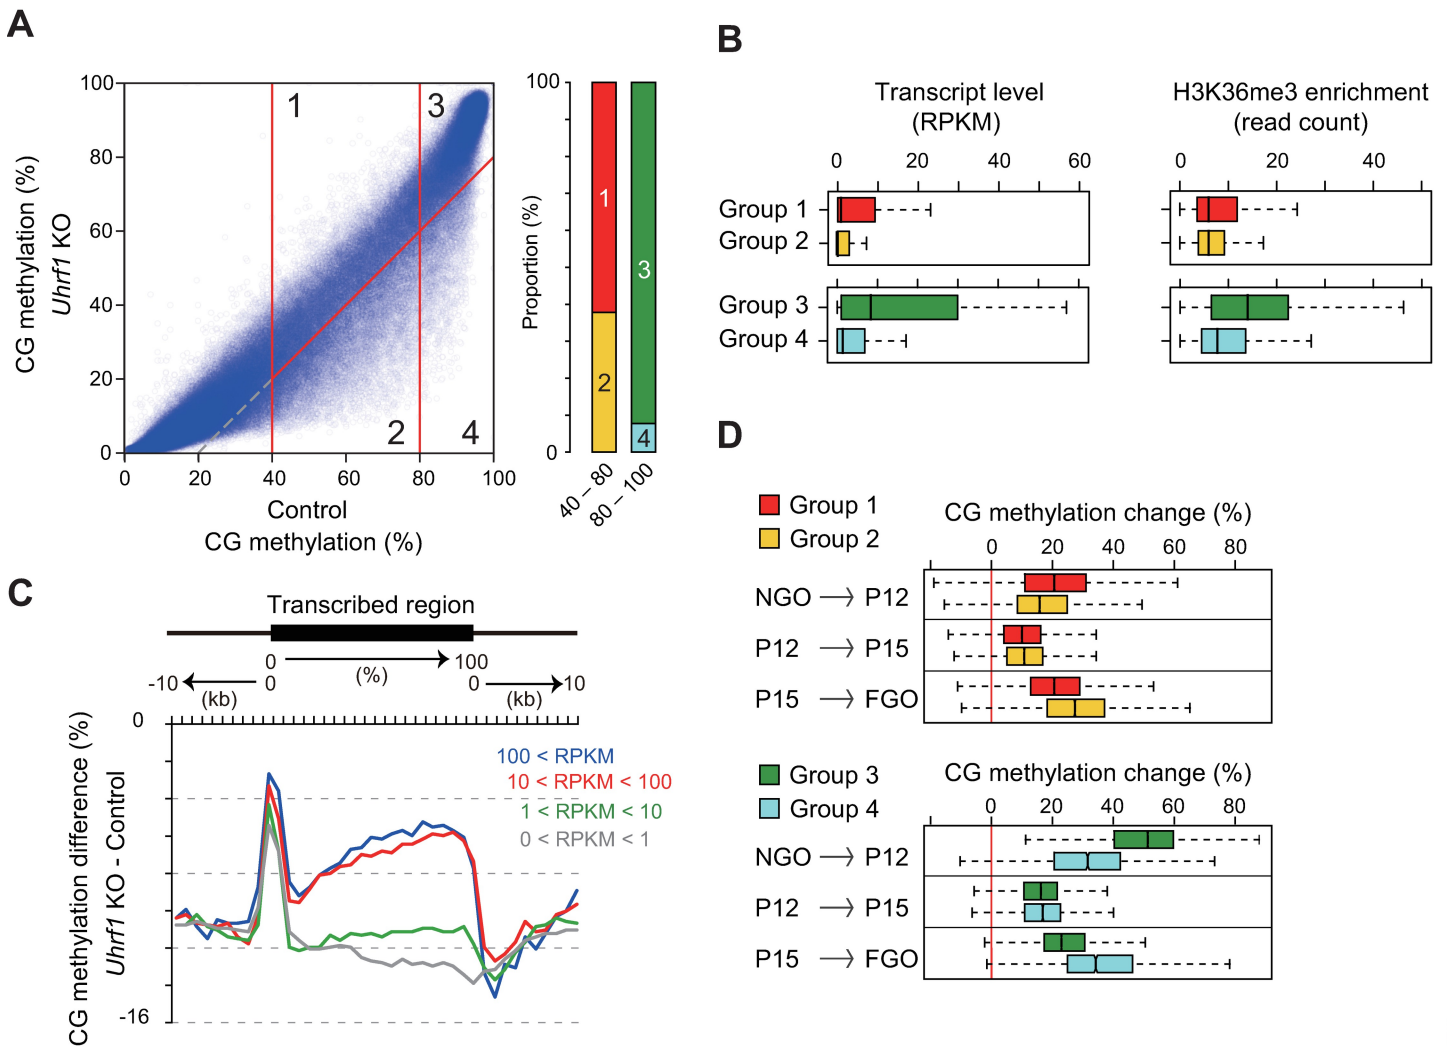 A
CG methylation (%)
Uhrf1 KO
100
80
60
40
20
0
1
3
2
4
0
20
40
60
80
100
Control
CG methylation (%)
Proportion (%)
100
0
1
2
3
4
40 – 80
80 – 100
B
Transcript level
(RPKM)
0
20
40
60
H3K36me3 enrichment
(read count)
0
20
40
Group 1
Group 2
Group 3
Group 4
C
Transcribed region
0
100
(%)
-10
0
0
10
(kb)
(kb)
CG methylation difference (%)
Uhrf1 KO - Control
0
-16
100 < RPKM
10 < RPKM < 100
1 < RPKM < 10
0 < RPKM < 1
D
Group 1
Group 2
CG methylation change (%)
0
20
40
60
80
NGO → P12
P12 → P15
P15 → FGO
Group 3
Group 4
CG methylation change (%)
0
20
40
60
80
NGO → P12
P12 → P15
P15 → FGO